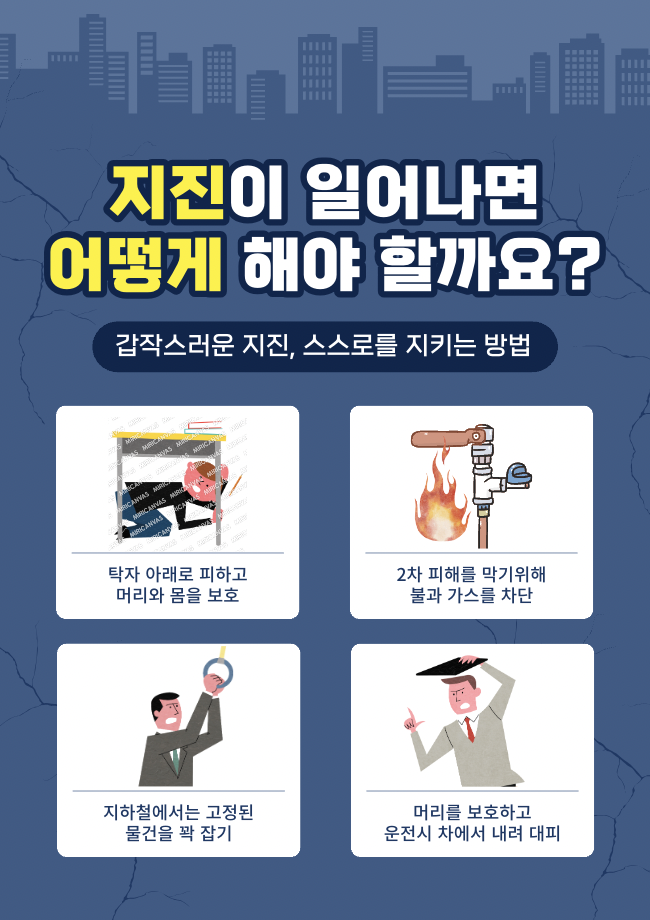 지진이 일어나면
어떻게 해야 할까요?
갑작스러운 지진, 스스로를 지키는 방법
MIRICANVAS
탁자 아래로 피하고
머리와 몸을 보호
2차 피해를 막기위해
불과 가스를 차단
지하철에서는 고정된
물건을 꽉 잡기
머리를 보호하고
운전시 차에서 내려 대피